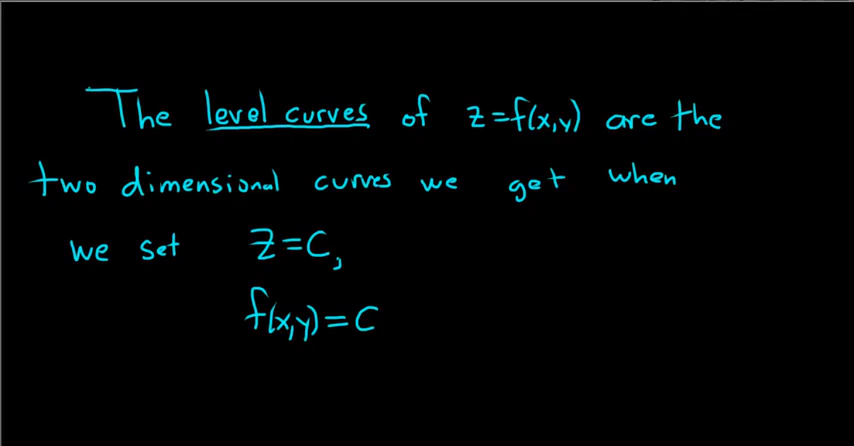 The level curves of z=f(x,y) are the
two dimensional curves we get when
we set z=C,
f(x,y)=C